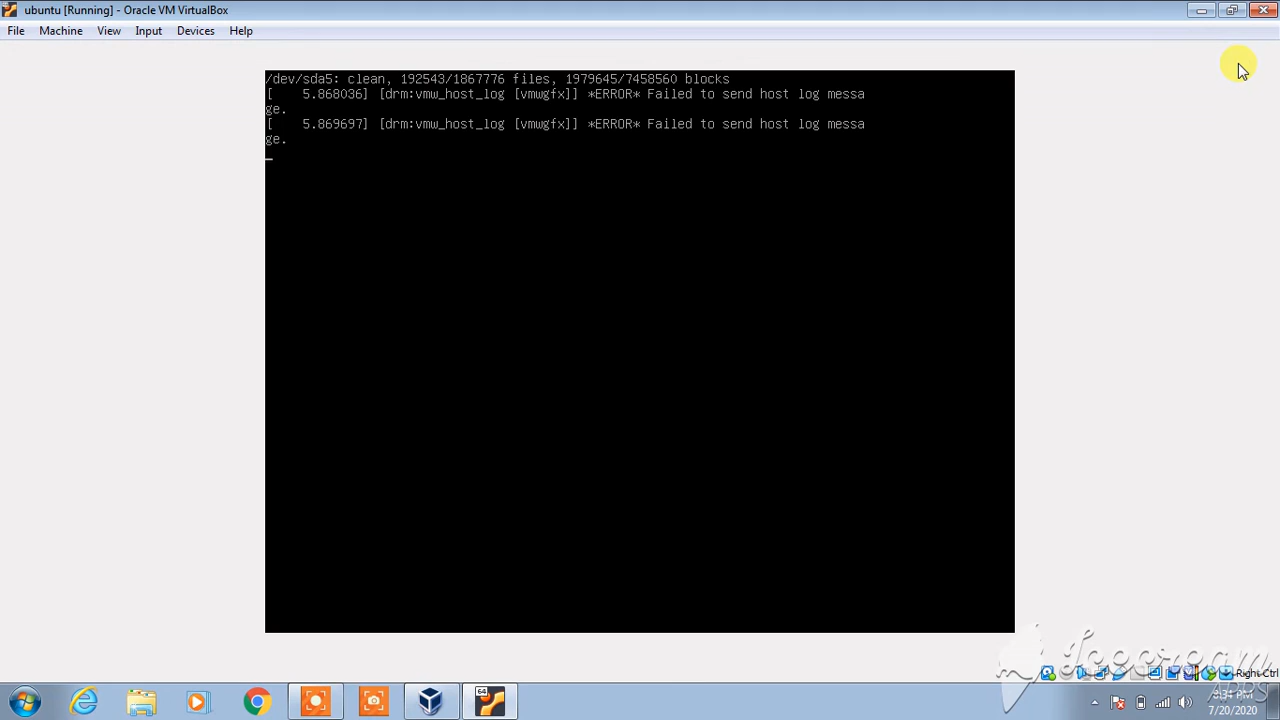 ubuntu [Running] - Oracle VM VirtualBox
File Machine View Input Devices Help
/dev/sda5: clean, 192543/1867776 files, 1979645/7458560 blocks
[ 5.868036] [drm:vmw_host_log [vmwgfx]] *ERROR* Failed to send host log messa
ge.
[ 5.869697] [drm:vmw_host_log [vmwgfx]] *ERROR* Failed to send host log messa
ge.
Right Ctrl
64
7/20/2020